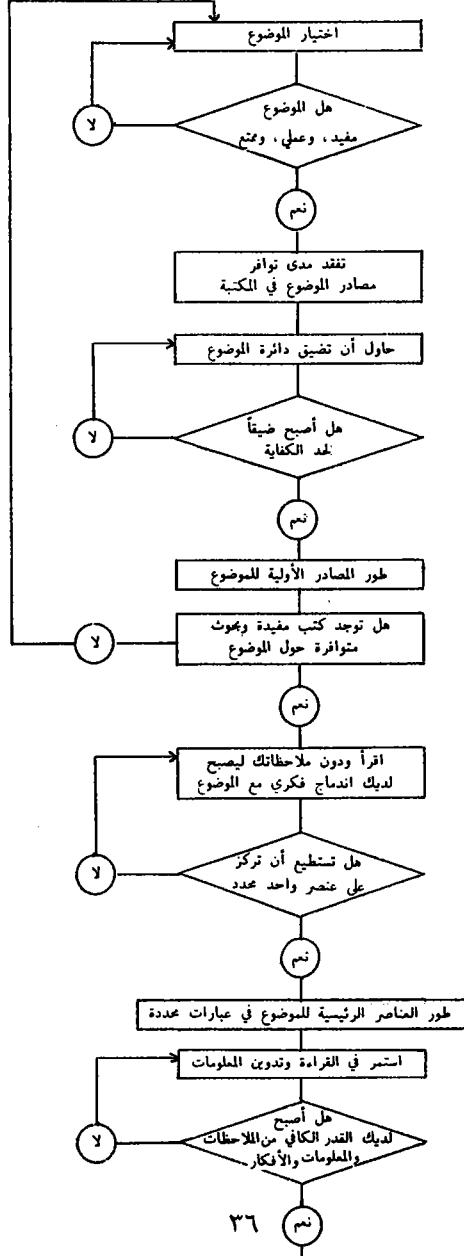 اختيار الموضوع
هل الموضوع
مفيد، وعملي، وممتع
لا
نعم
تفقد مدى توافر
مصادر الموضوع في المكتبة
حاول أن تضيق دائرة الموضوع
هل أصبح ضيقاً
لحد الكفاية
لا
نعم
طور المصادر الأولية للموضوع
هل توجد كتب مفيدة وبحوث
متوافرة حول الموضوع
لا
نعم
اقرأ ودون ملاحظاتك ليصبح
لديك اندماج فكري مع الموضوع
هل تستطيع أن تركز
على عنصر واحد محدد
لا
نعم
طور العناصر الرئيسية للموضوع في عبارات محددة
استمر في القراءة وتدوين المعلومات
هل أصبح
لديك القدر الكافي من الملاحظات
والمعلومات والأفكار
لا
نعم
٣٦